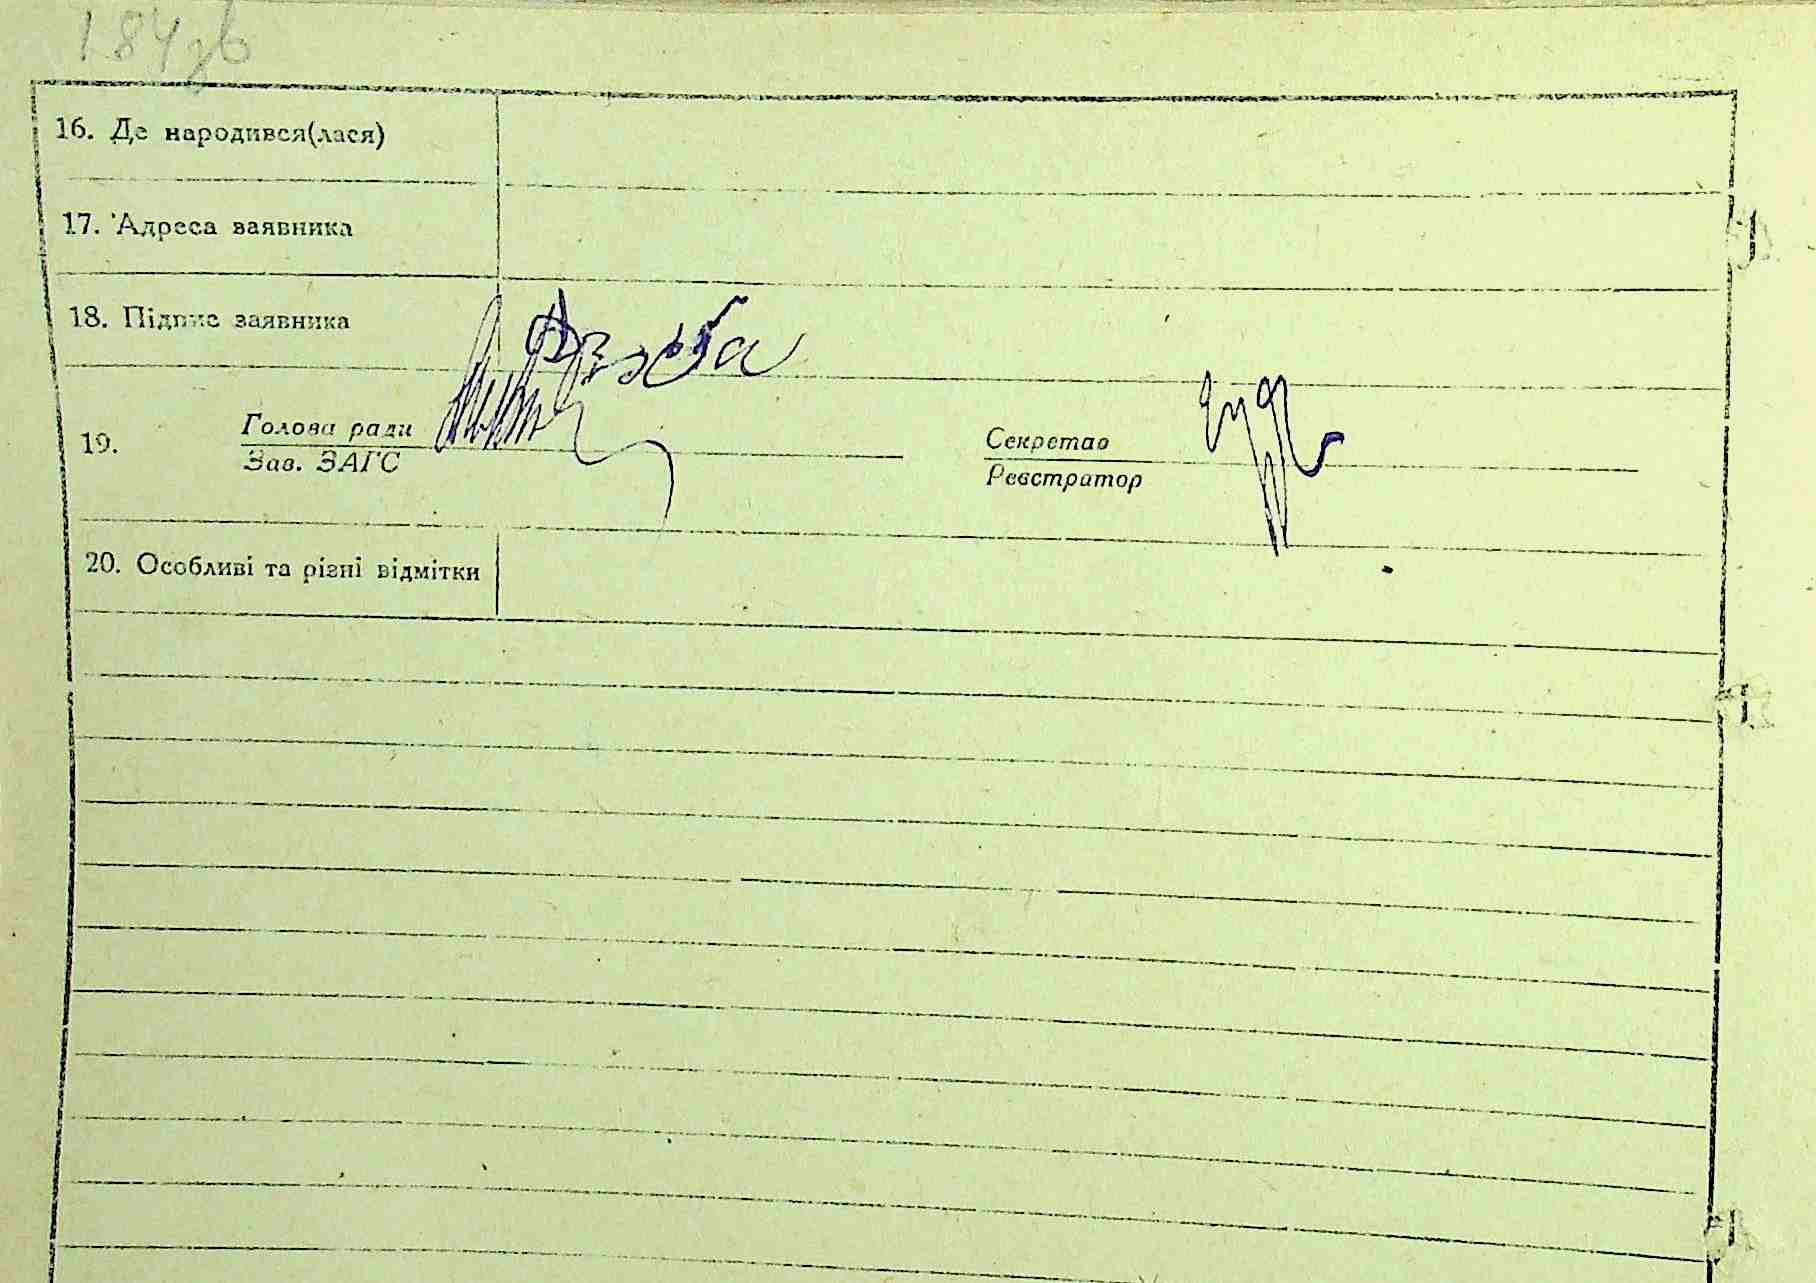 184зв
16. Де народився(лася)
17. Адреса заявника
18. Підпис заявника
19. Голова ради Секретар
Зав. ЗАГС Реєстратор
20. Особливі та різні відмітки